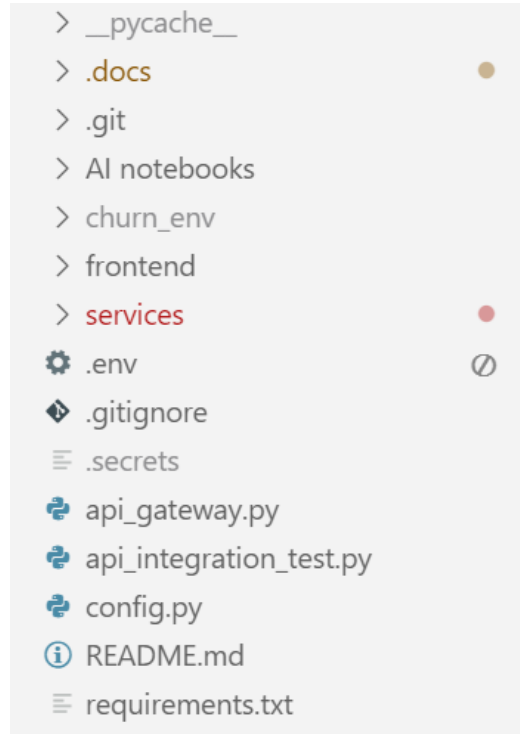 __pycache__
.docs
.git
AI notebooks
churn_env
frontend
services
.env
.gitignore
.secrets
api_gateway.py
api_integration_test.py
config.py
README.md
requirements.txt